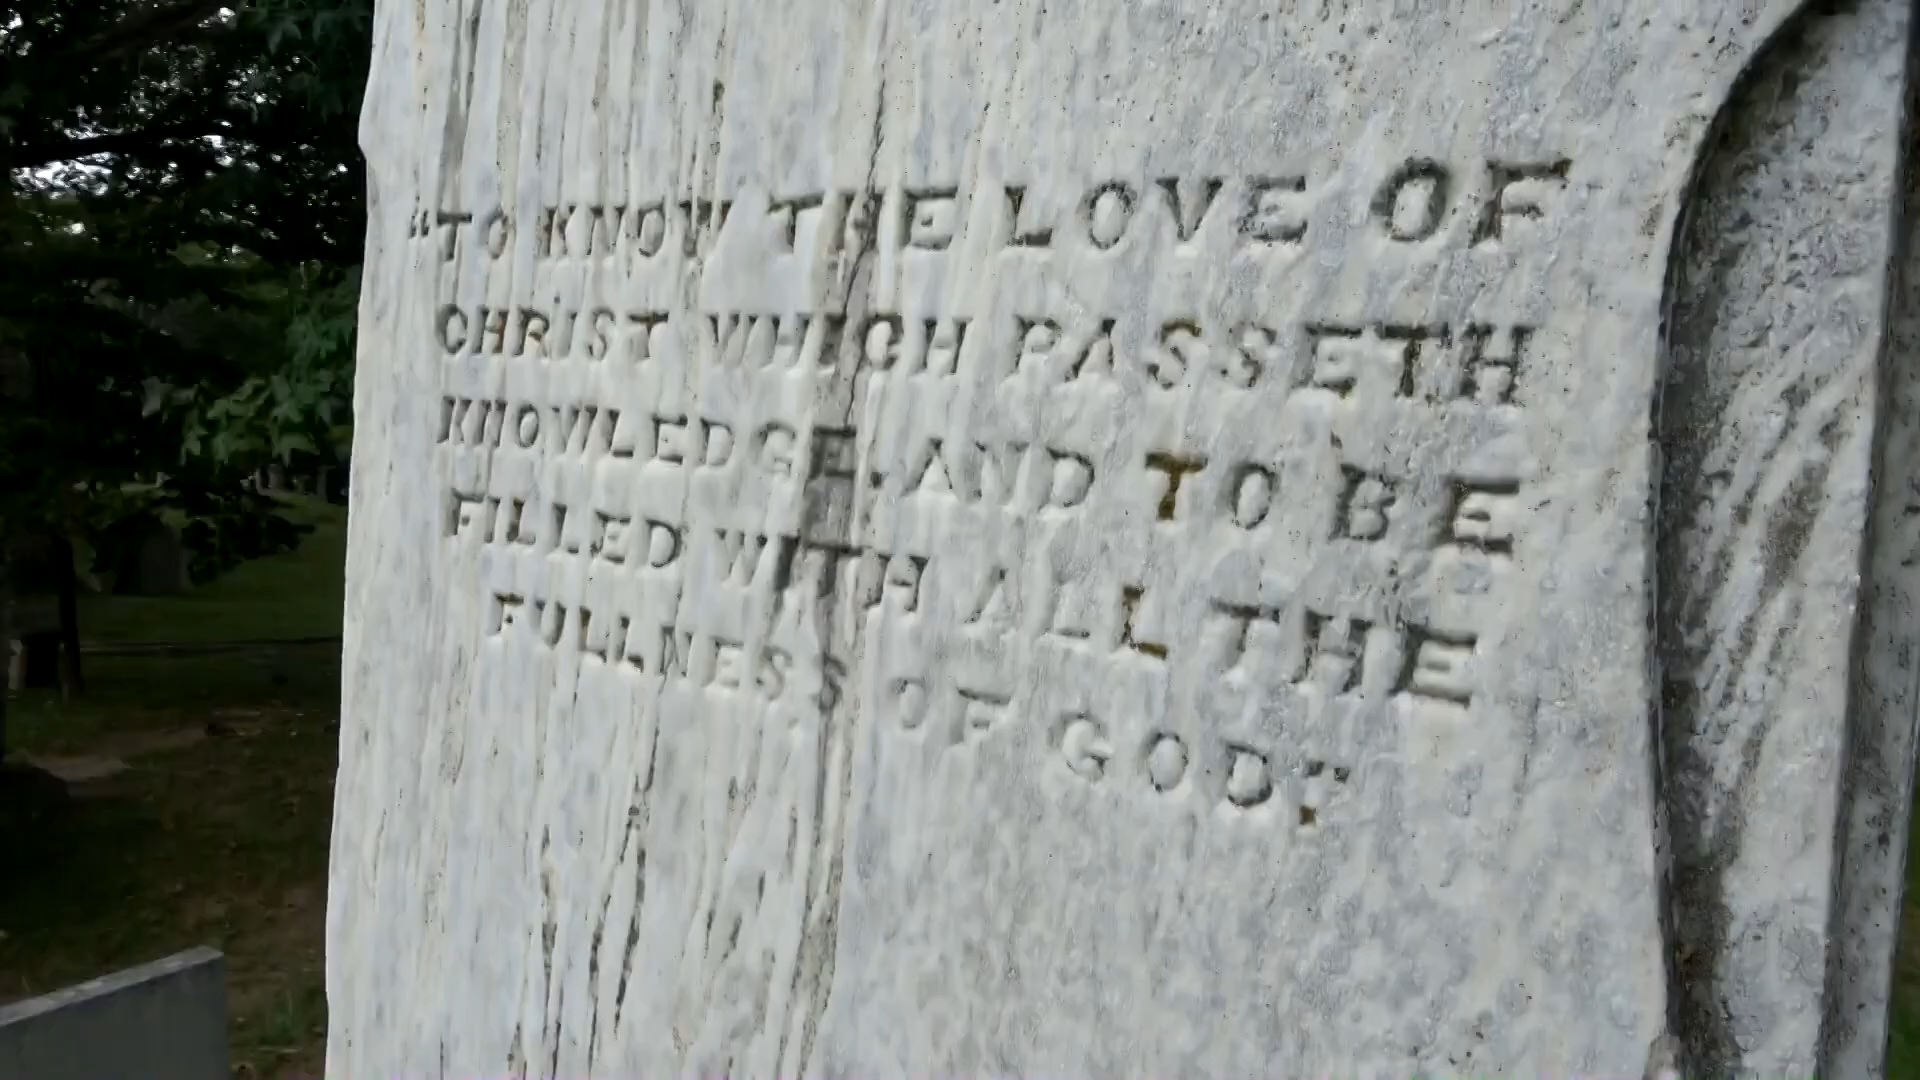 “TO KNOW THE LOVE OF
CHRIST WHICH PASSETH
KNOWLEDGE. AND TO BE
FILLED WITH ALL THE
FULLNESS OF GOD.”